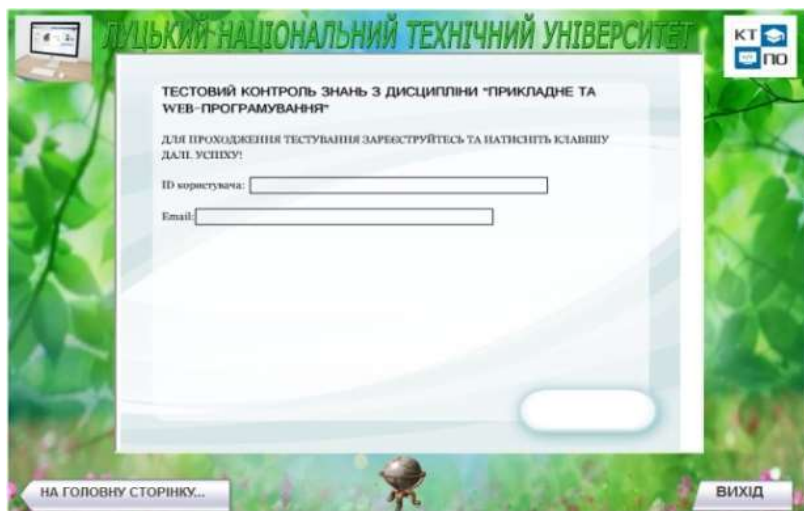 ЛУЦЬКИЙ НАЦІОНАЛЬНИЙ ТЕХНІЧНИЙ УНІВЕРСИТЕТ
КТ
ПО
ТЕСТОВИЙ КОНТРОЛЬ ЗНАНЬ З ДИСЦИПЛІНИ "ПРИКЛАДНЕ ТА
WEB-ПРОГРАМУВАННЯ"
ДЛЯ ПРОХОДЖЕННЯ ТЕСТУВАННЯ ЗАРЕЄСТРУЙТЕСЬ ТА НАТИСНІТЬ КЛАВІШУ
ДАЛІ. УСПІХУ!
ID користувача:
Email:
НА ГОЛОВНУ СТОРІНКУ...
ВИХІД